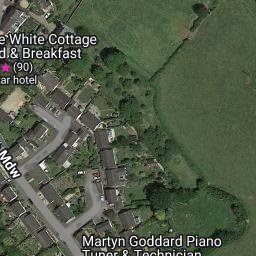 e White Cottage
d & Breakfast
(90)
ar hotel
Mdw
Martyn Goddard Piano
Tuner & Technician